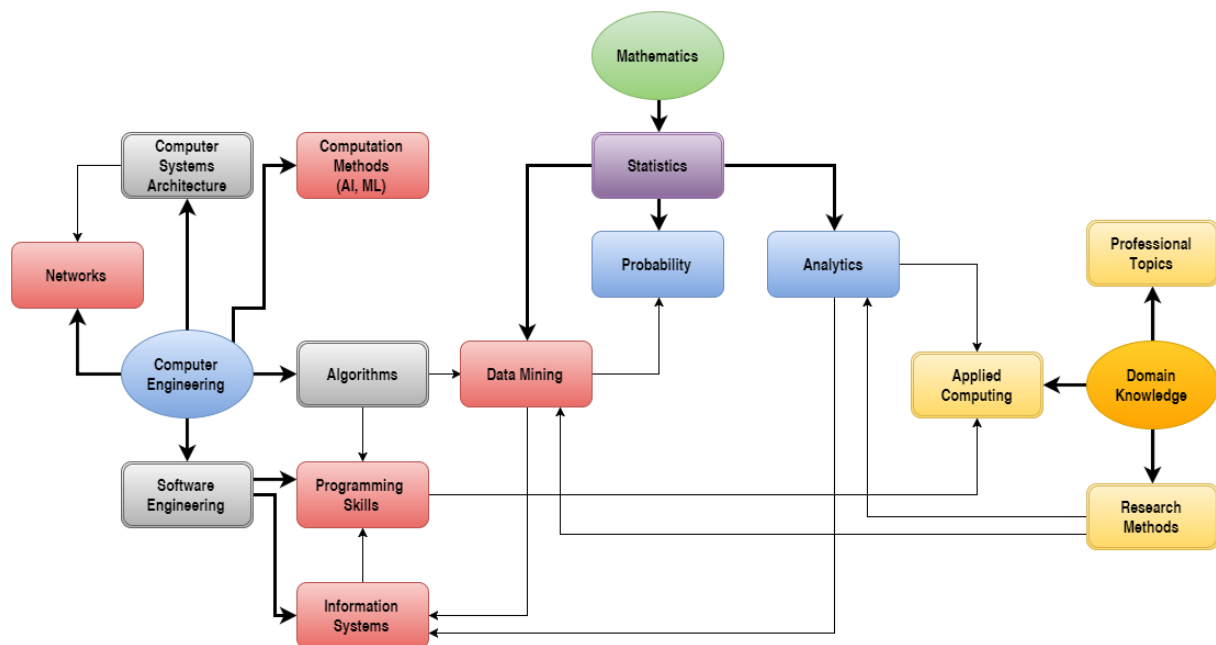 Mathematics
Computer
Systems
Architecture
Computation
Methods
(AI, ML)
Statistics
Networks
Probability
Analytics
Professional
Topics
Computer
Engineering
Algorithms
Data Mining
Applied
Computing
Domain
Knowledge
Software
Engineering
Programming
Skills
Research
Methods
Information
Systems